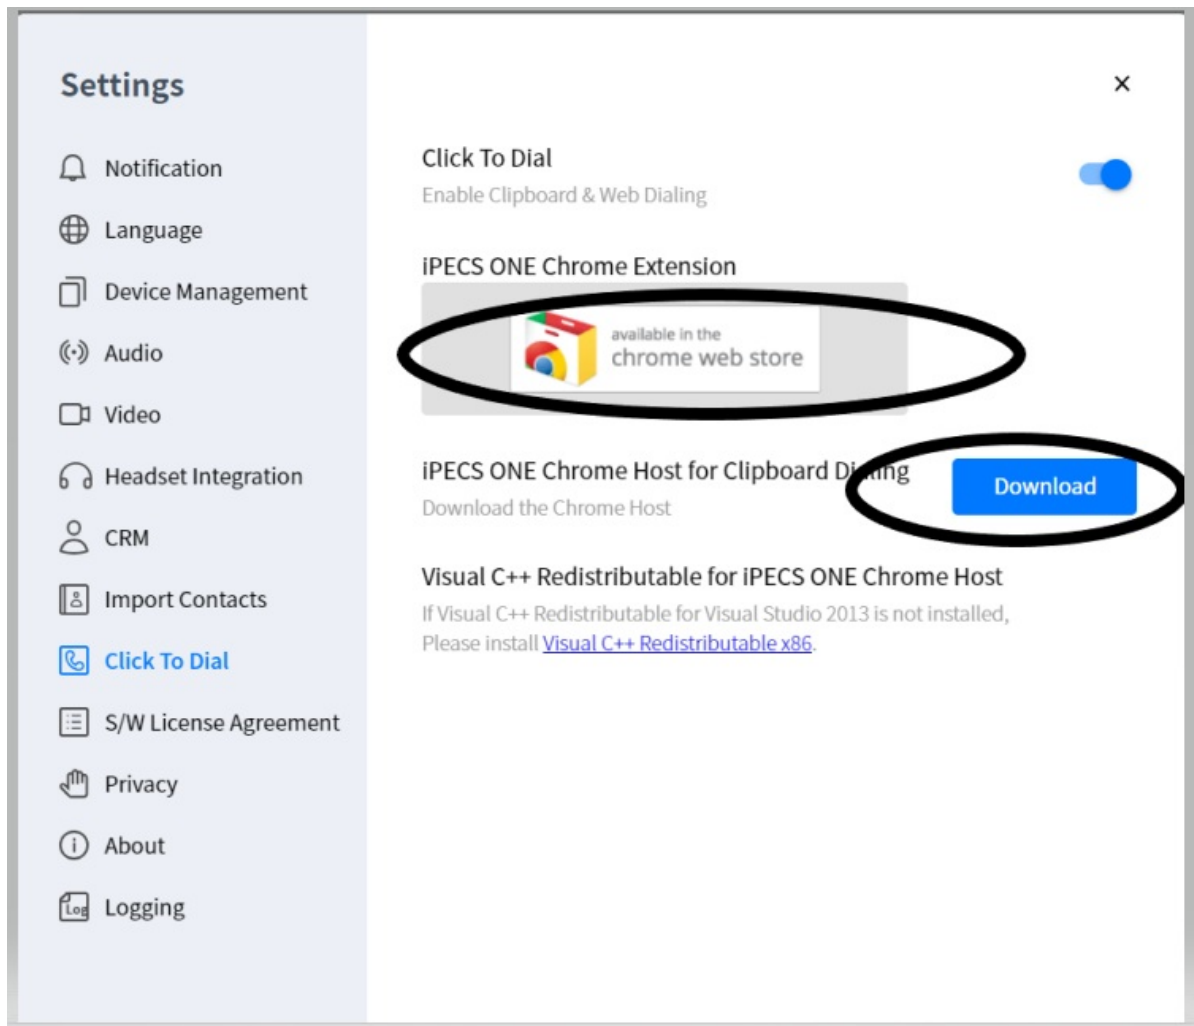 Settings
Notification
Language
Device Management
Audio
Video
Headset Integration
CRM
Import Contacts
Click To Dial
S/W License Agreement
Privacy
About
Log
Logging
×
Click To Dial
Enable Clipboard & Web Dialing
iPECS ONE Chrome Extension
available in the
chrome web store
iPECS ONE Chrome Host for Clipboard Dialing
Download the Chrome Host
Download
Visual C++ Redistributable for iPECS ONE Chrome Host
If Visual C++ Redistributable for Visual Studio 2013 is not installed,
Please install Visual C++ Redistributable x86.